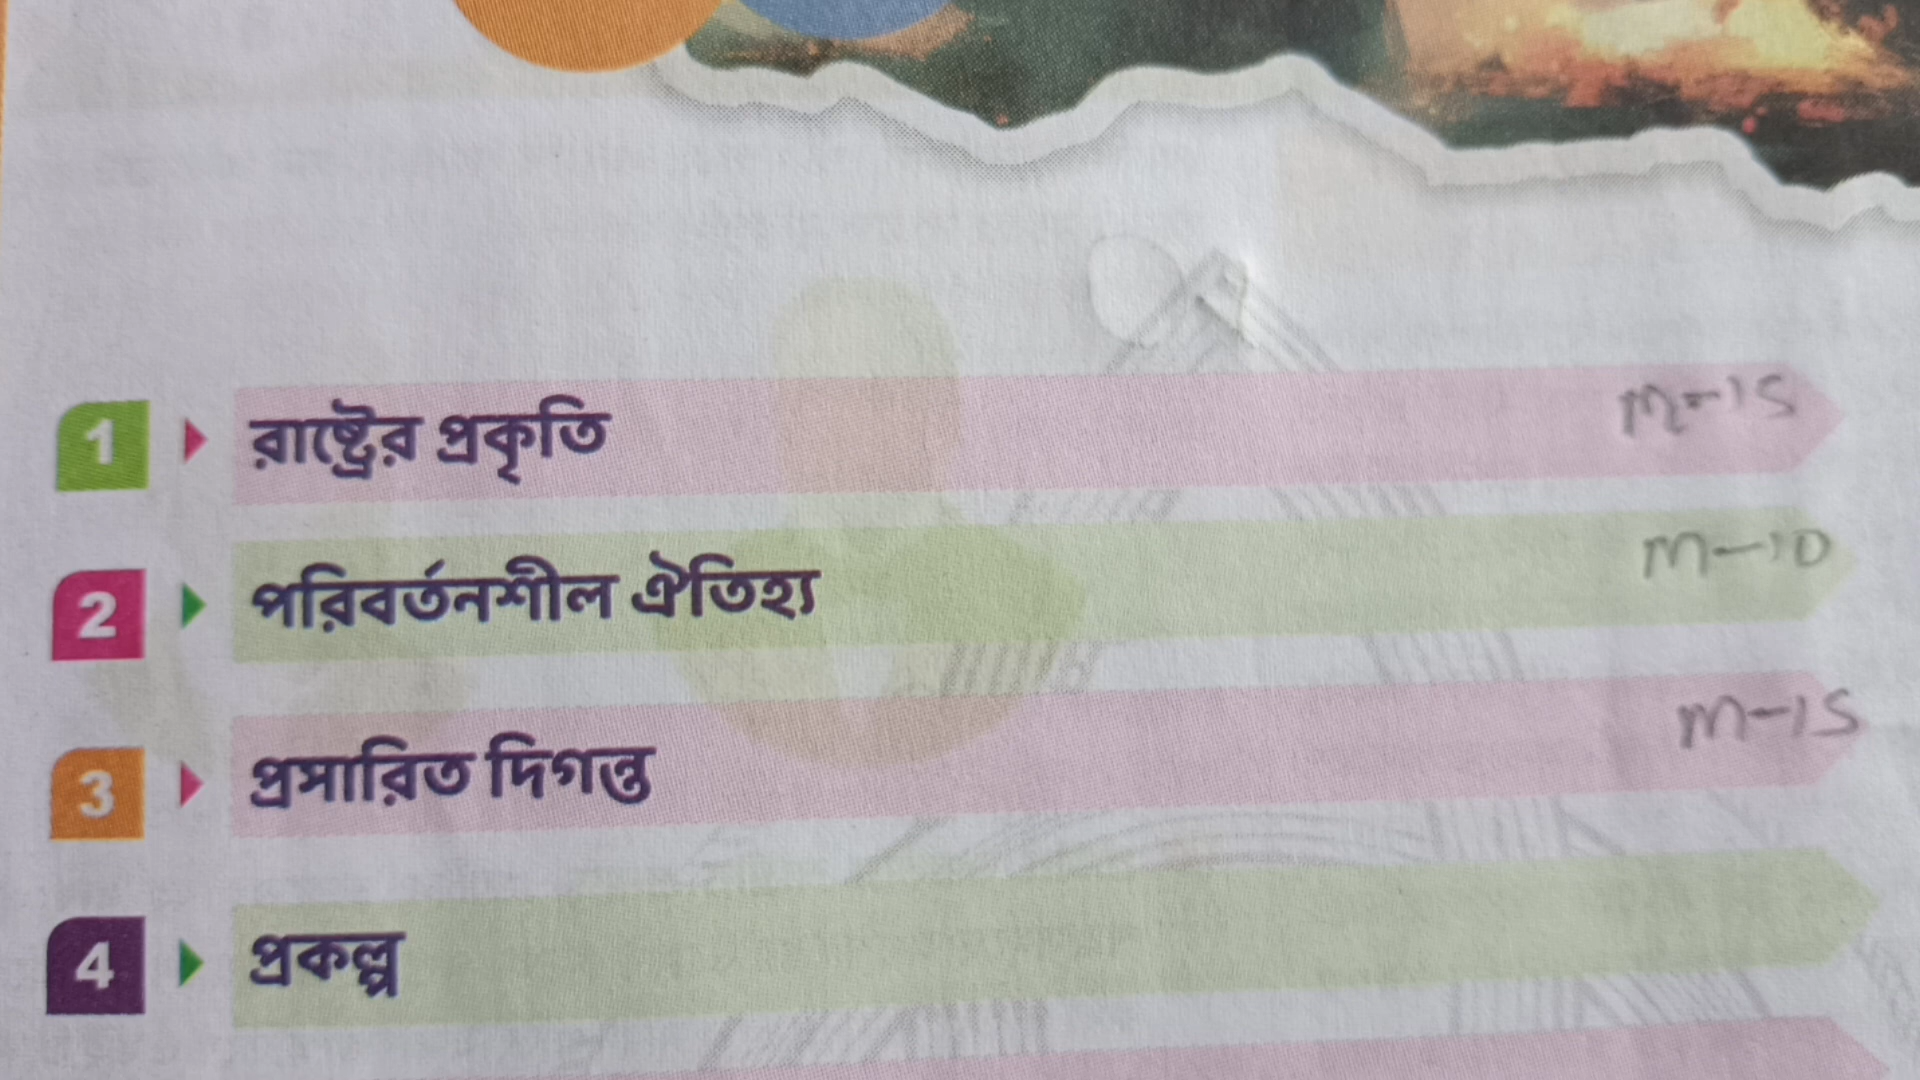 1 রাষ্ট্রের প্রকৃতি M-15
2 পরিবর্তনশীল ঐতিহ্য M-10
3 প্রসারিত দিগন্ত M-15
4 প্রকল্প